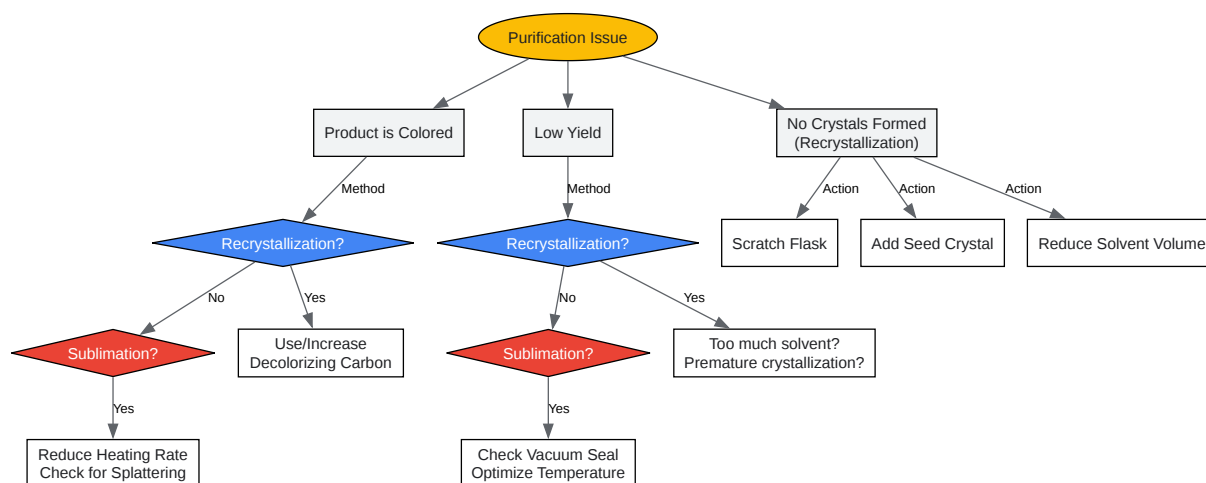 Purification Issue
Product is Colored
Low Yield
No Crystals Formed
(Recrystallization)
Method
Method
Action
Action
Action
Recrystallization?
Recrystallization?
Scratch Flask
Add Seed Crystal
Reduce Solvent Volume
No
Yes
No
Yes
Sublimation?
Use/Increase
Decolorizing Carbon
Sublimation?
Too much solvent?
Premature crystallization?
Yes
Yes
Reduce Heating Rate
Check for Splattering
Check Vacuum Seal
Optimize Temperature